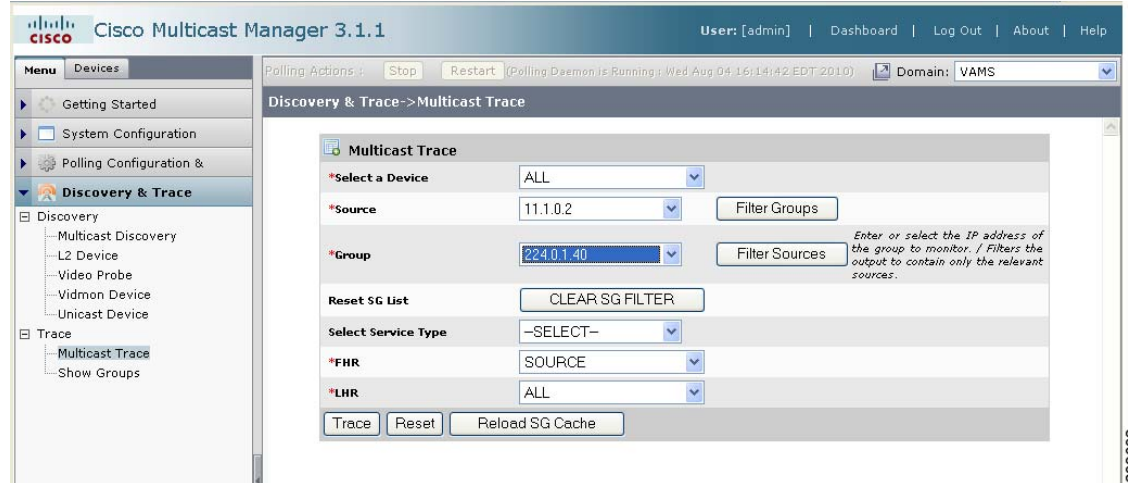 CISCO Cisco Multicast Manager 3.1.1 User: [admin] | Dashboard | Log Out | About | Help
Menu Devices
Polling Actions : Stop Restart (Polling Daemon is Running : Wed Aug 04 16:14:42 EDT 2010) Domain: VAMS
Getting Started
System Configuration
Polling Configuration &
Discovery & Trace
Discovery
Multicast Discovery
L2 Device
Video Probe
Vidmon Device
Unicast Device
Trace
Multicast Trace
Show Groups
Discovery & Trace->Multicast Trace
Multicast Trace
*Select a Device ALL
*Source 11.1.0.2 Filter Groups
*Group 224.0.1.40 Filter Sources
Enter or select the IP address of
the group to monitor. / Filters the
output to contain only the relevant
sources.
Reset SG List CLEAR SG FILTER
Select Service Type –SELECT–
*FHR SOURCE
*LHR ALL
Trace Reset Reload SG Cache